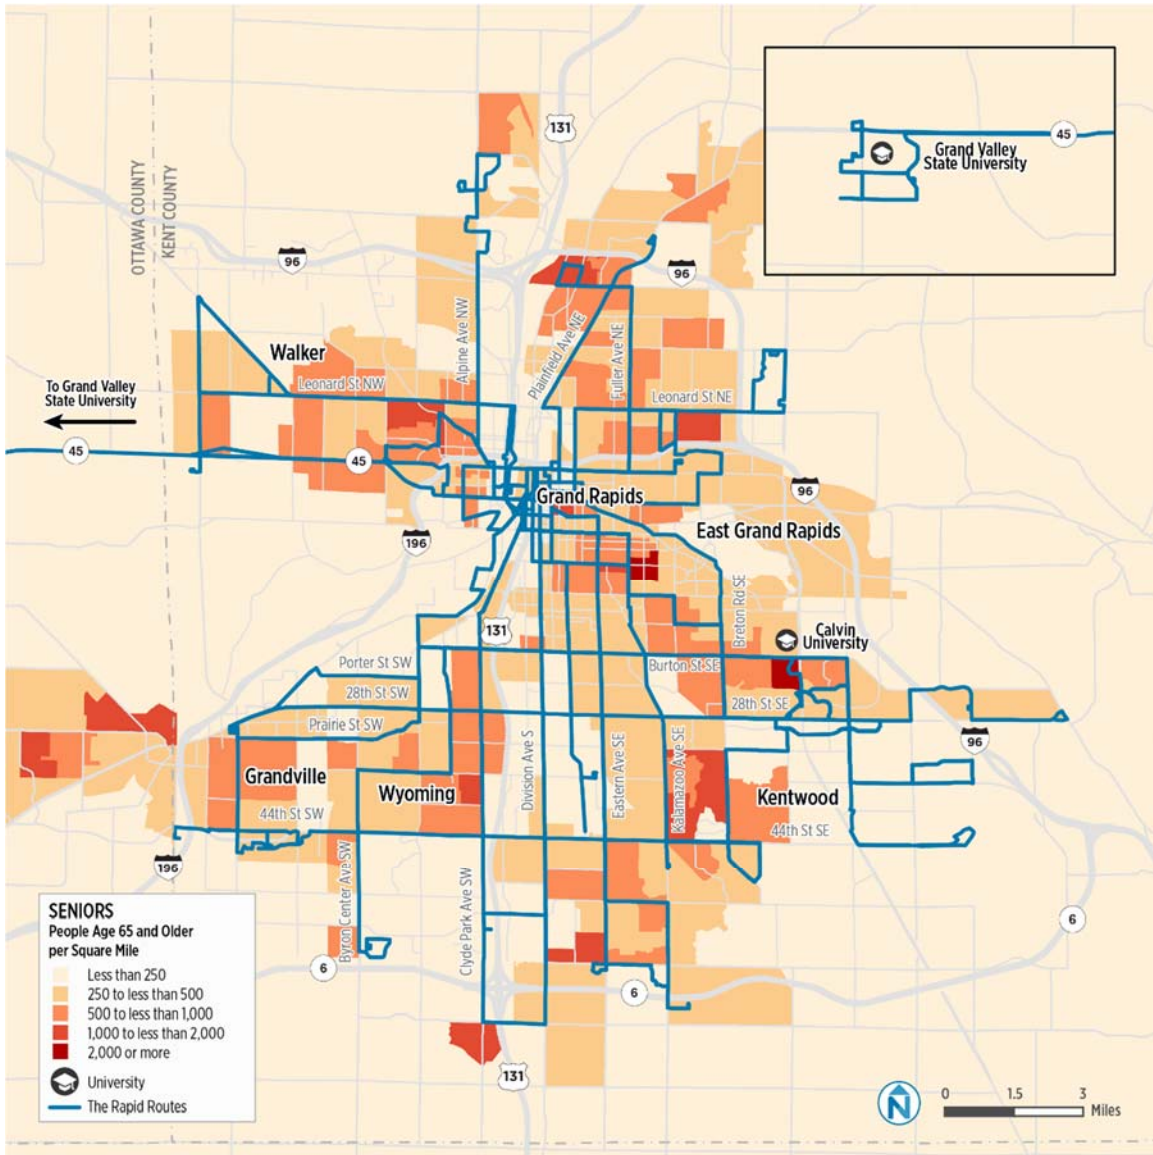 131
45
Grand Valley
State University
OTTAWA COUNTY
KENT COUNTY
96
96
Alpine Ave NW
Plainfield Ave NE
Fuller Ave NE
Walker
Leonard St NW
Leonard St NE
To Grand Valley
State University
45
45
Grand Rapids
96
East Grand Rapids
196
Breton Rd SE
131
Calvin
University
Porter St SW
Burton St SE
28th St SW
28th St SE
Prairie St SW
96
Division Ave S
Eastern Ave SE
Kalamazoo Ave SE
Grandville
Wyoming
Kentwood
44th St SW
44th St SE
196
Byron Center Ave SW
Clyde Park Ave SW
6
6
6
131
SENIORS
People Age 65 and Older
per Square Mile
Less than 250
250 to less than 500
500 to less than 1,000
1,000 to less than 2,000
2,000 or more
University
The Rapid Routes
N
0 1.5 3
Miles